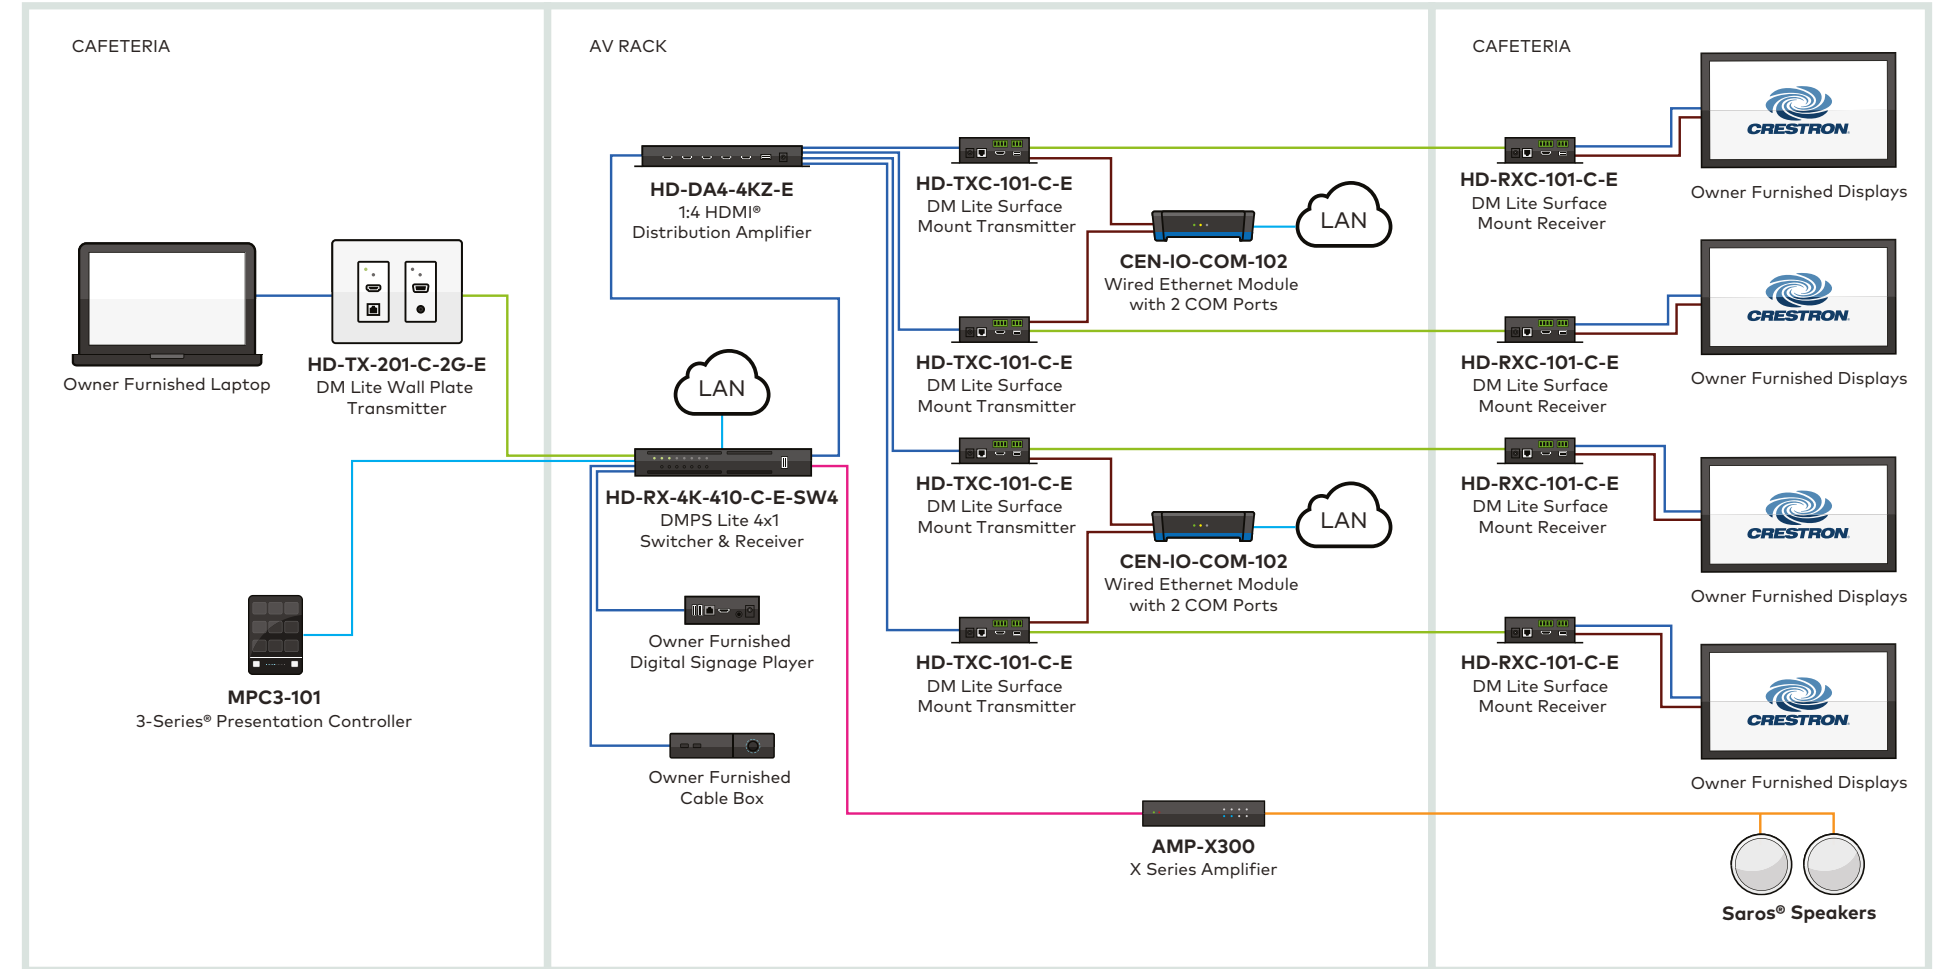 CAFETERIA
Owner Furnished Laptop
HD-TX-201-C-2G-E
DM Lite Wall Plate
Transmitter
MPC3-101
3-Series® Presentation Controller
AV RACK
HD-DA4-4KZ-E
1:4 HDMI®
Distribution Amplifier
LAN
HD-RX-4K-410-C-E-SW4
DMPS Lite 4x1
Switcher & Receiver
Owner Furnished
Digital Signage Player
Owner Furnished
Cable Box
HD-TXC-101-C-E
DM Lite Surface
Mount Transmitter
LAN
CEN-IO-COM-102
Wired Ethernet Module
with 2 COM Ports
HD-TXC-101-C-E
DM Lite Surface
Mount Transmitter
HD-TXC-101-C-E
DM Lite Surface
Mount Transmitter
LAN
CEN-IO-COM-102
Wired Ethernet Module
with 2 COM Ports
HD-TXC-101-C-E
DM Lite Surface
Mount Transmitter
AMP-X300
X Series Amplifier
CAFETERIA
HD-RXC-101-C-E
DM Lite Surface
Mount Receiver
CRESTRON
Owner Furnished Displays
HD-RXC-101-C-E
DM Lite Surface
Mount Receiver
CRESTRON
Owner Furnished Displays
HD-RXC-101-C-E
DM Lite Surface
Mount Receiver
CRESTRON
Owner Furnished Displays
HD-RXC-101-C-E
DM Lite Surface
Mount Receiver
CRESTRON
Owner Furnished Displays
Saros® Speakers